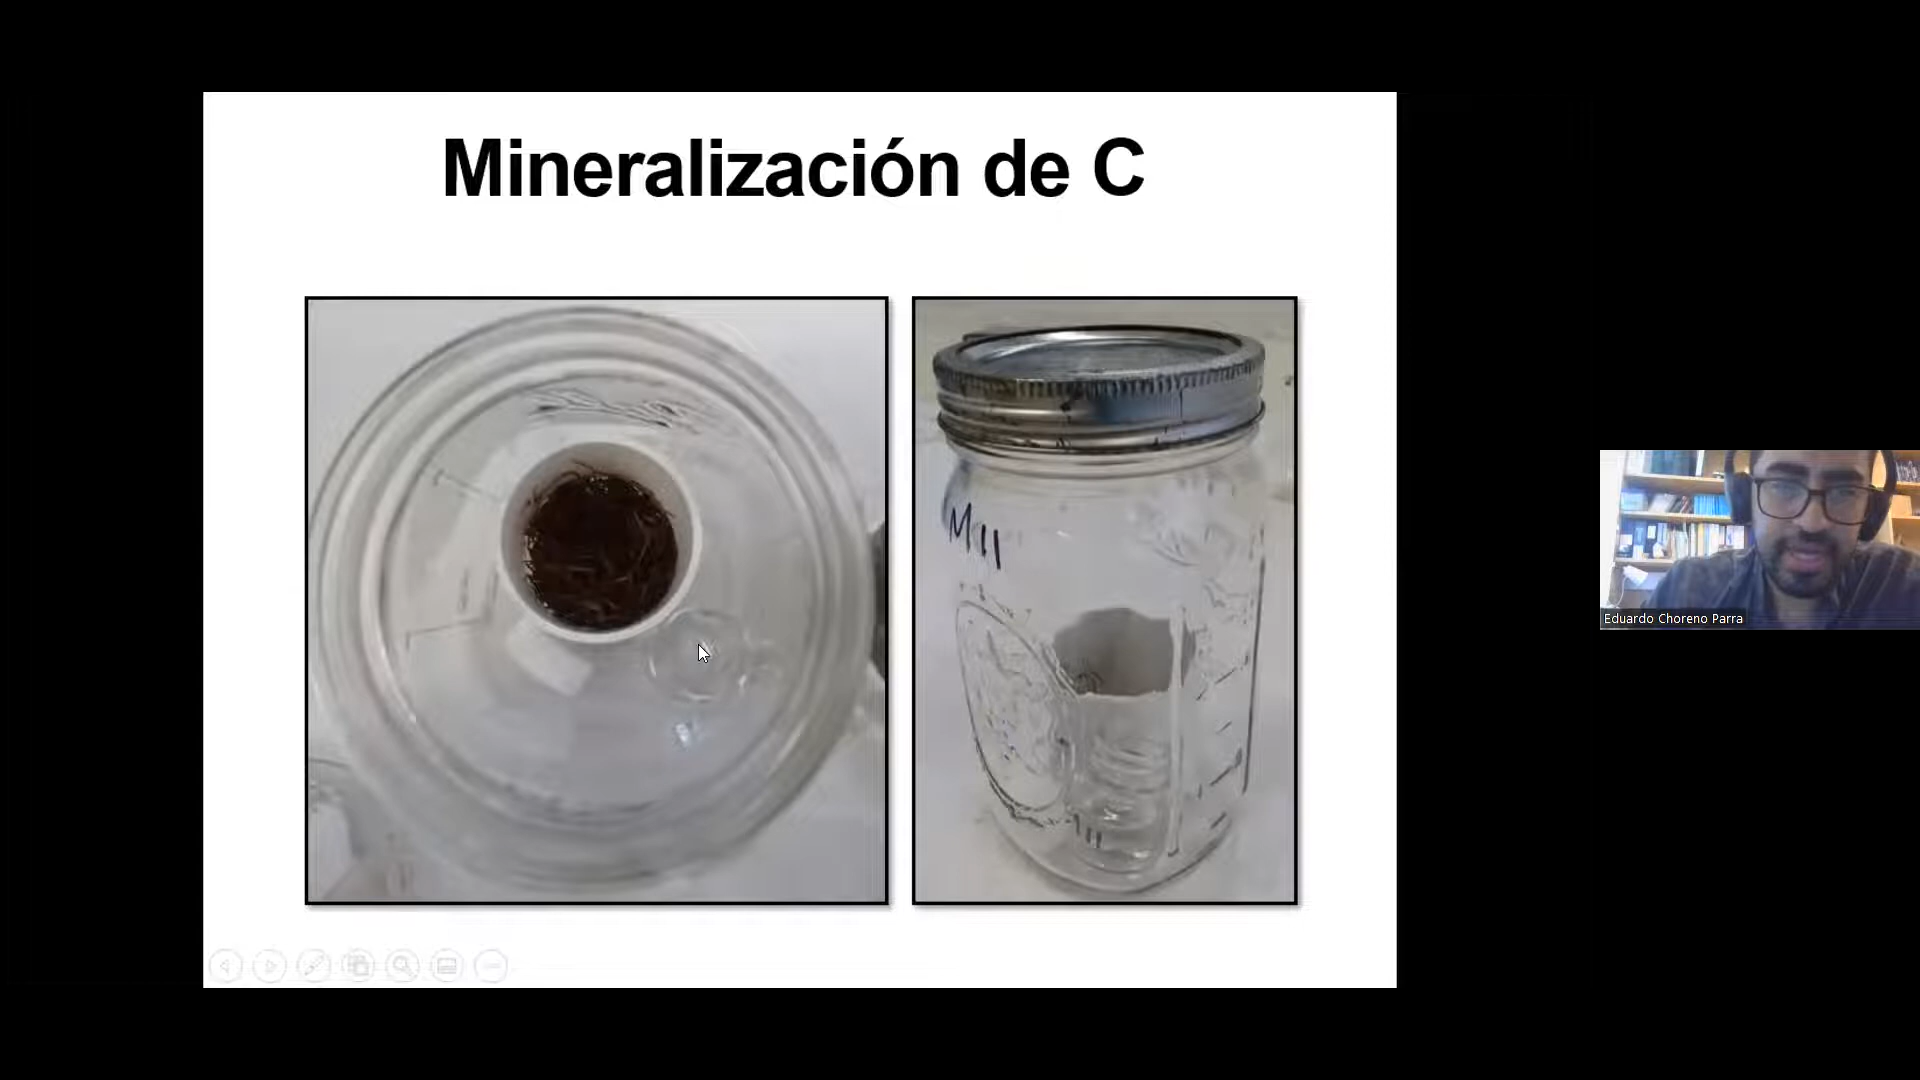 Mineralización de C
M11
Eduardo Choreno Parra